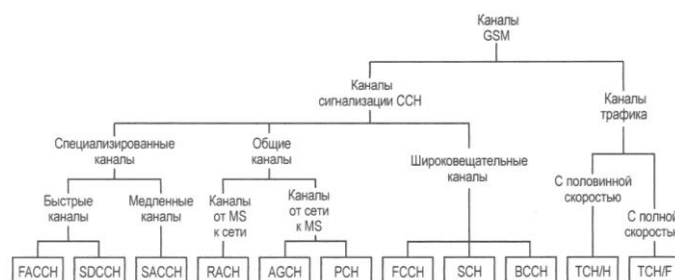 Каналы
GSM
Каналы
сигнализации CCH
Каналы
трафика
Специализированные
каналы
Общие
каналы
Широковещательные
каналы
С половинной
скоростью
С полной
скоростью
Быстрые
каналы
Медленные
каналы
Каналы
от MS
к сети
Каналы
от сети
к MS
FACCH
SDCCH
SACCH
RACH
AGCH
PCH
FCCH
SCH
BCCH
TCH/H
TCH/F